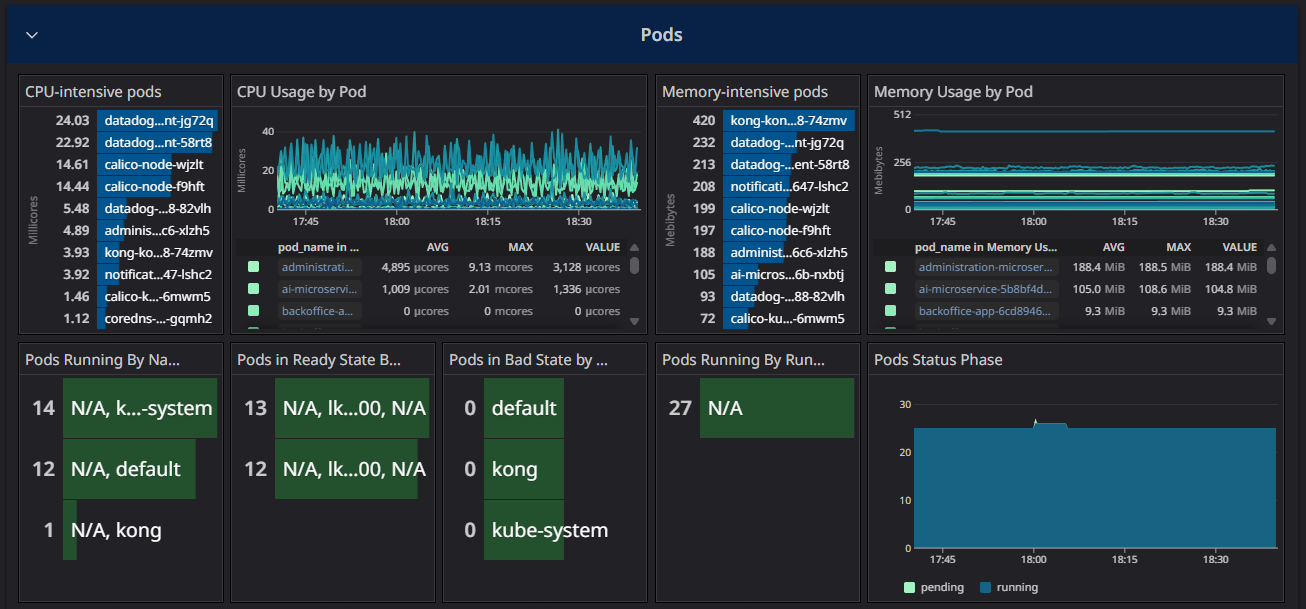 Pods
CPU-intensive pods
Millicores
24.03 datadog...nt-jg72q
22.92 datadog...nt-58rt8
14.61 calico-node-wjzlt
14.44 calico-node-f9hft
5.48 datadog-...8-82vlh
4.89 adminis...c6-xlzh5
3.93 kong-ko...8-74zmv
3.92 notificat...47-lshc2
1.46 calico-k...-6mwm5
1.12 coredns-...-gqmh2
CPU Usage by Pod
Millicores
40
20
0
17:45 18:00 18:15 18:30
pod_name in ... AVG MAX VALUE
administrati... 4,895 µcores 9.13 mcores 3,128 µcores
ai-microservi... 1,009 µcores 2.01 mcores 1,336 µcores
backoffice-a... 0 µcores 0 mcores 0 µcores
Memory-intensive pods
Mebibytes
420 kong-kon...8-74zmv
232 datadog-...nt-jg72q
213 datadog-...ent-58rt8
208 notificati...647-lshc2
199 calico-node-wjzlt
197 calico-node-f9hft
188 administ...6c6-xlzh5
105 ai-micros...6b-nxbtj
93 datadog-...88-82vlh
72 calico-ku...-6mwm5
Memory Usage by Pod
Mebibytes
512
256
0
17:45 18:00 18:15 18:30
pod_name in Memory Us... AVG MAX VALUE
administration-microser... 188.4 MiB 188.5 MiB 188.4 MiB
ai-microservice-5b8bf4d... 105.0 MiB 108.6 MiB 104.8 MiB
backoffice-app-6cd8946... 9.3 MiB 9.3 MiB 9.3 MiB
Pods Running By Na...
14 N/A, k...-system
12 N/A, default
1 N/A, kong
Pods in Ready State B...
13 N/A, lk...00, N/A
12 N/A, lk...00, N/A
Pods in Bad State by ...
0 default
0 kong
0 kube-system
Pods Running By Run...
27 N/A
Pods Status Phase
30
20
10
0
17:45 18:00 18:15 18:30
pending running